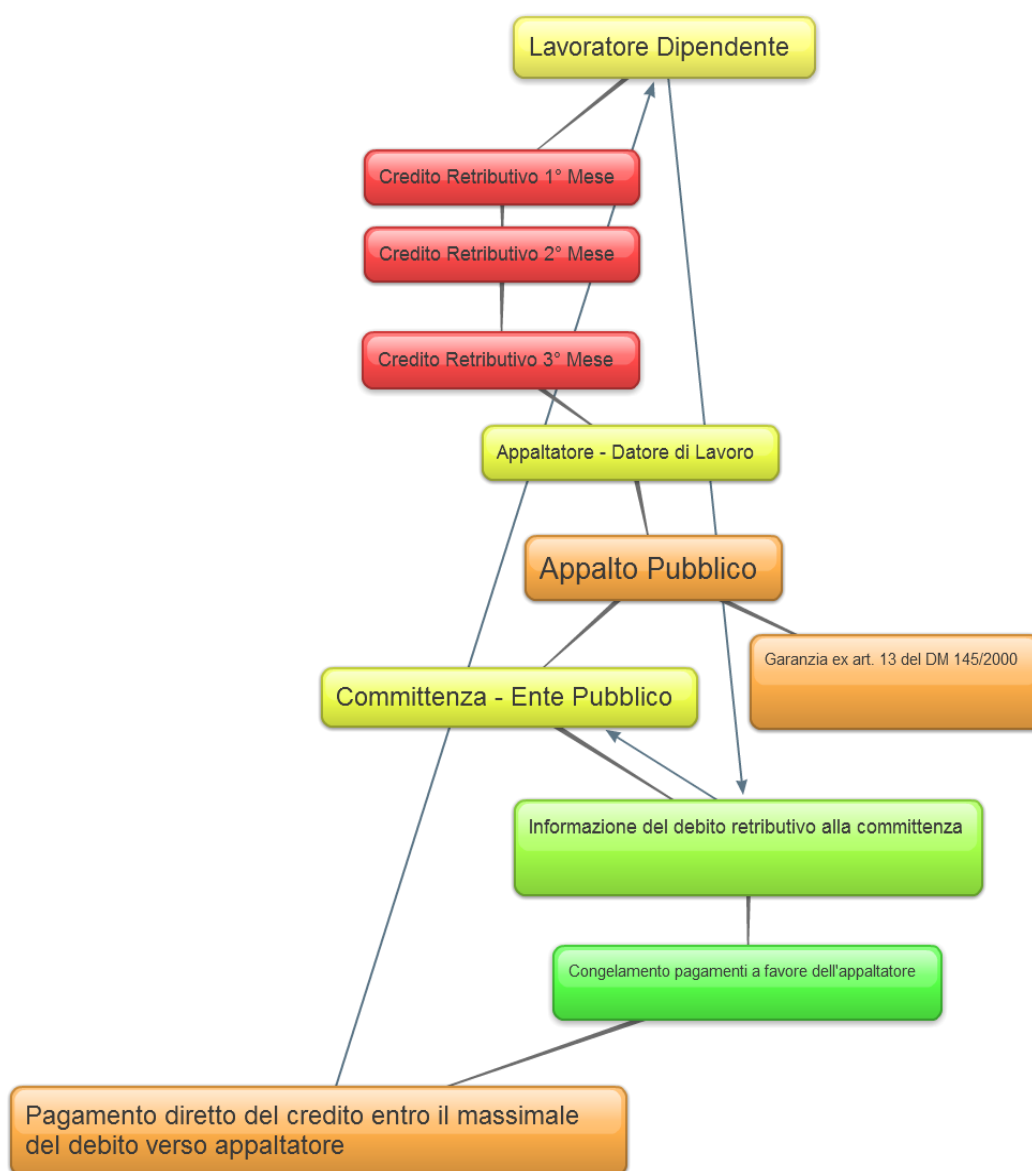 Lavoratore Dipendente
Credito Retributivo 1° Mese
Credito Retributivo 2° Mese
Credito Retributivo 3° Mese
Appaltatore - Datore di Lavoro
Appalto Pubblico
Garanzia ex art. 13 del DM 145/2000
Committenza - Ente Pubblico
Informazione del debito retributivo alla committenza
Congelamento pagamenti a favore dell'appaltatore
Pagamento diretto del credito entro il massimale
del debito verso appaltatore